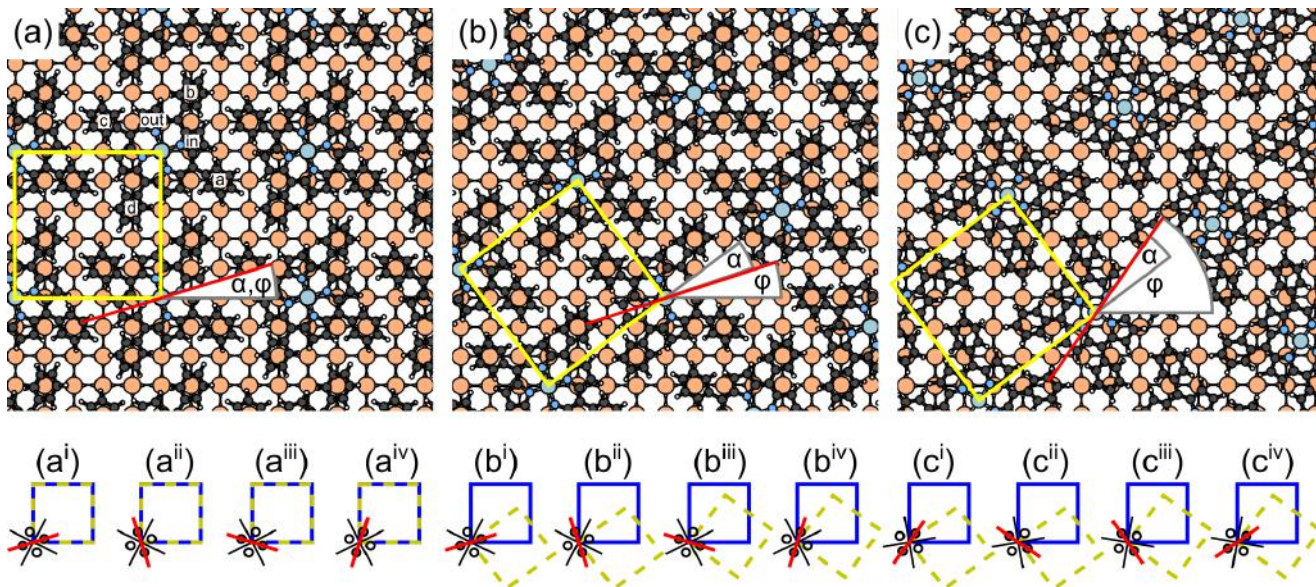 (a) (b) (c)
b
c out
in
a
d
α,φ
α
φ
α
φ
(aⁱ) (aⁱⁱ) (aⁱⁱⁱ) (aⁱᵛ) (bⁱ) (bⁱⁱ) (bⁱⁱⁱ) (bⁱᵛ) (cⁱ) (cⁱⁱ) (cⁱⁱⁱ) (cⁱᵛ)